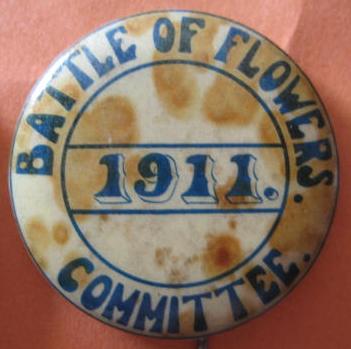 BATTLE OF FLOWERS.
1911.
COMMITTEE.